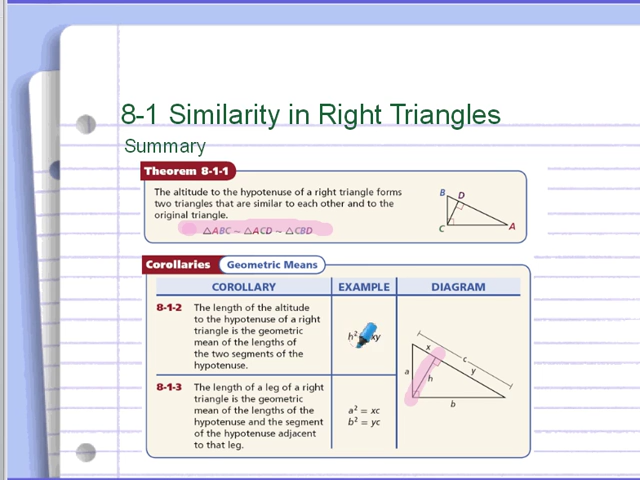 8-1 Similarity in Right Triangles
Summary
Theorem 8-1-1
The altitude to the hypotenuse of a right triangle forms
two triangles that are similar to each other and to the
original triangle.
△ABC ~ △ACD ~ △CBD
B
D
C
A
Corollaries
Geometric Means
COROLLARY
EXAMPLE
DIAGRAM
8-1-2 The length of the altitude
to the hypotenuse of a right
triangle is the geometric
mean of the lengths of
the two segments of the
hypotenuse.
h² xy
8-1-3 The length of a leg of a right
triangle is the geometric
mean of the lengths of the
hypotenuse and the segment
of the hypotenuse adjacent
to that leg.
a² = xc
b² = yc
x
c
y
a
h
b